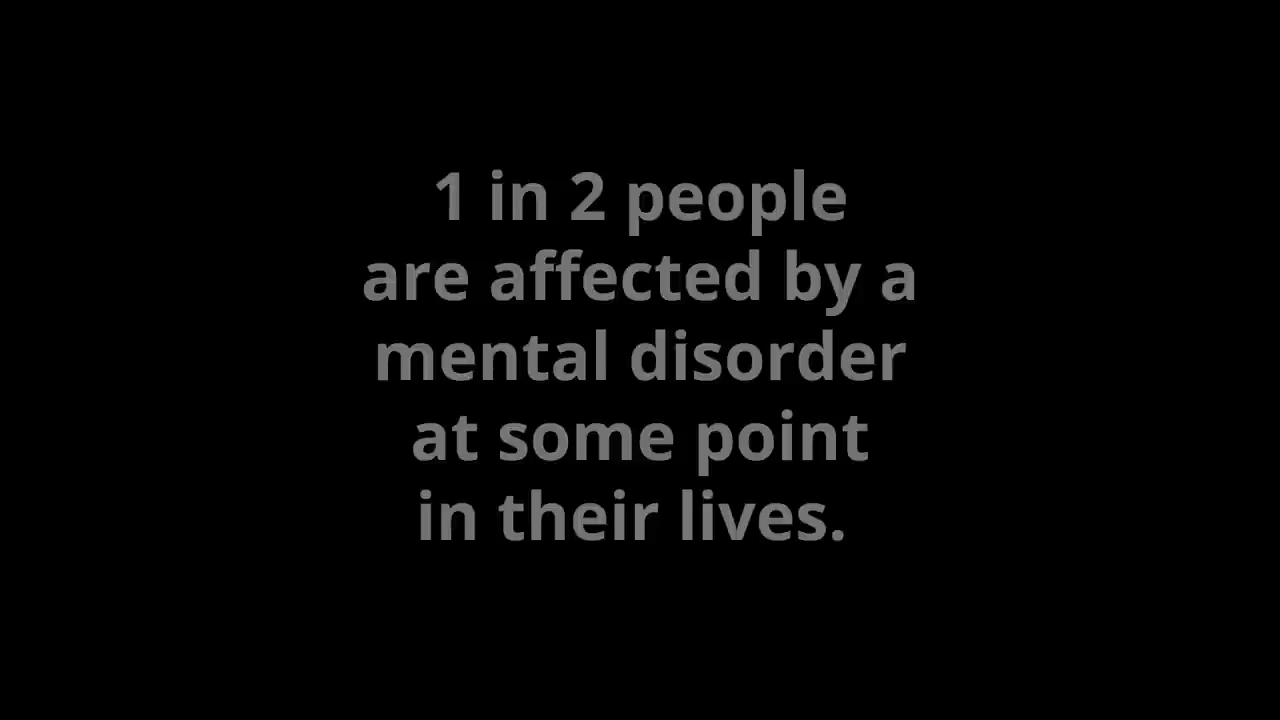 1 in 2 people
are affected by a
mental disorder
at some point
in their lives.